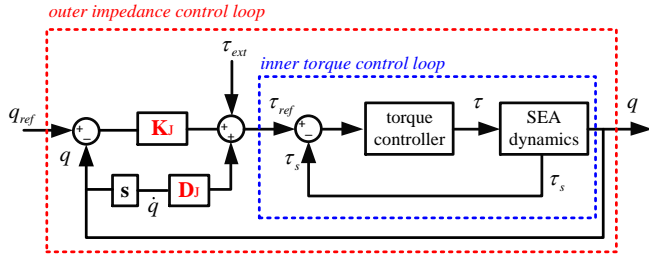 outer impedance control loop
τext
inner torque control loop
qref
+
−
KJ
+
+
τref
+
−
torque
controller
τ
SEA
dynamics
q
q
s
q̇
DJ
τs
τs